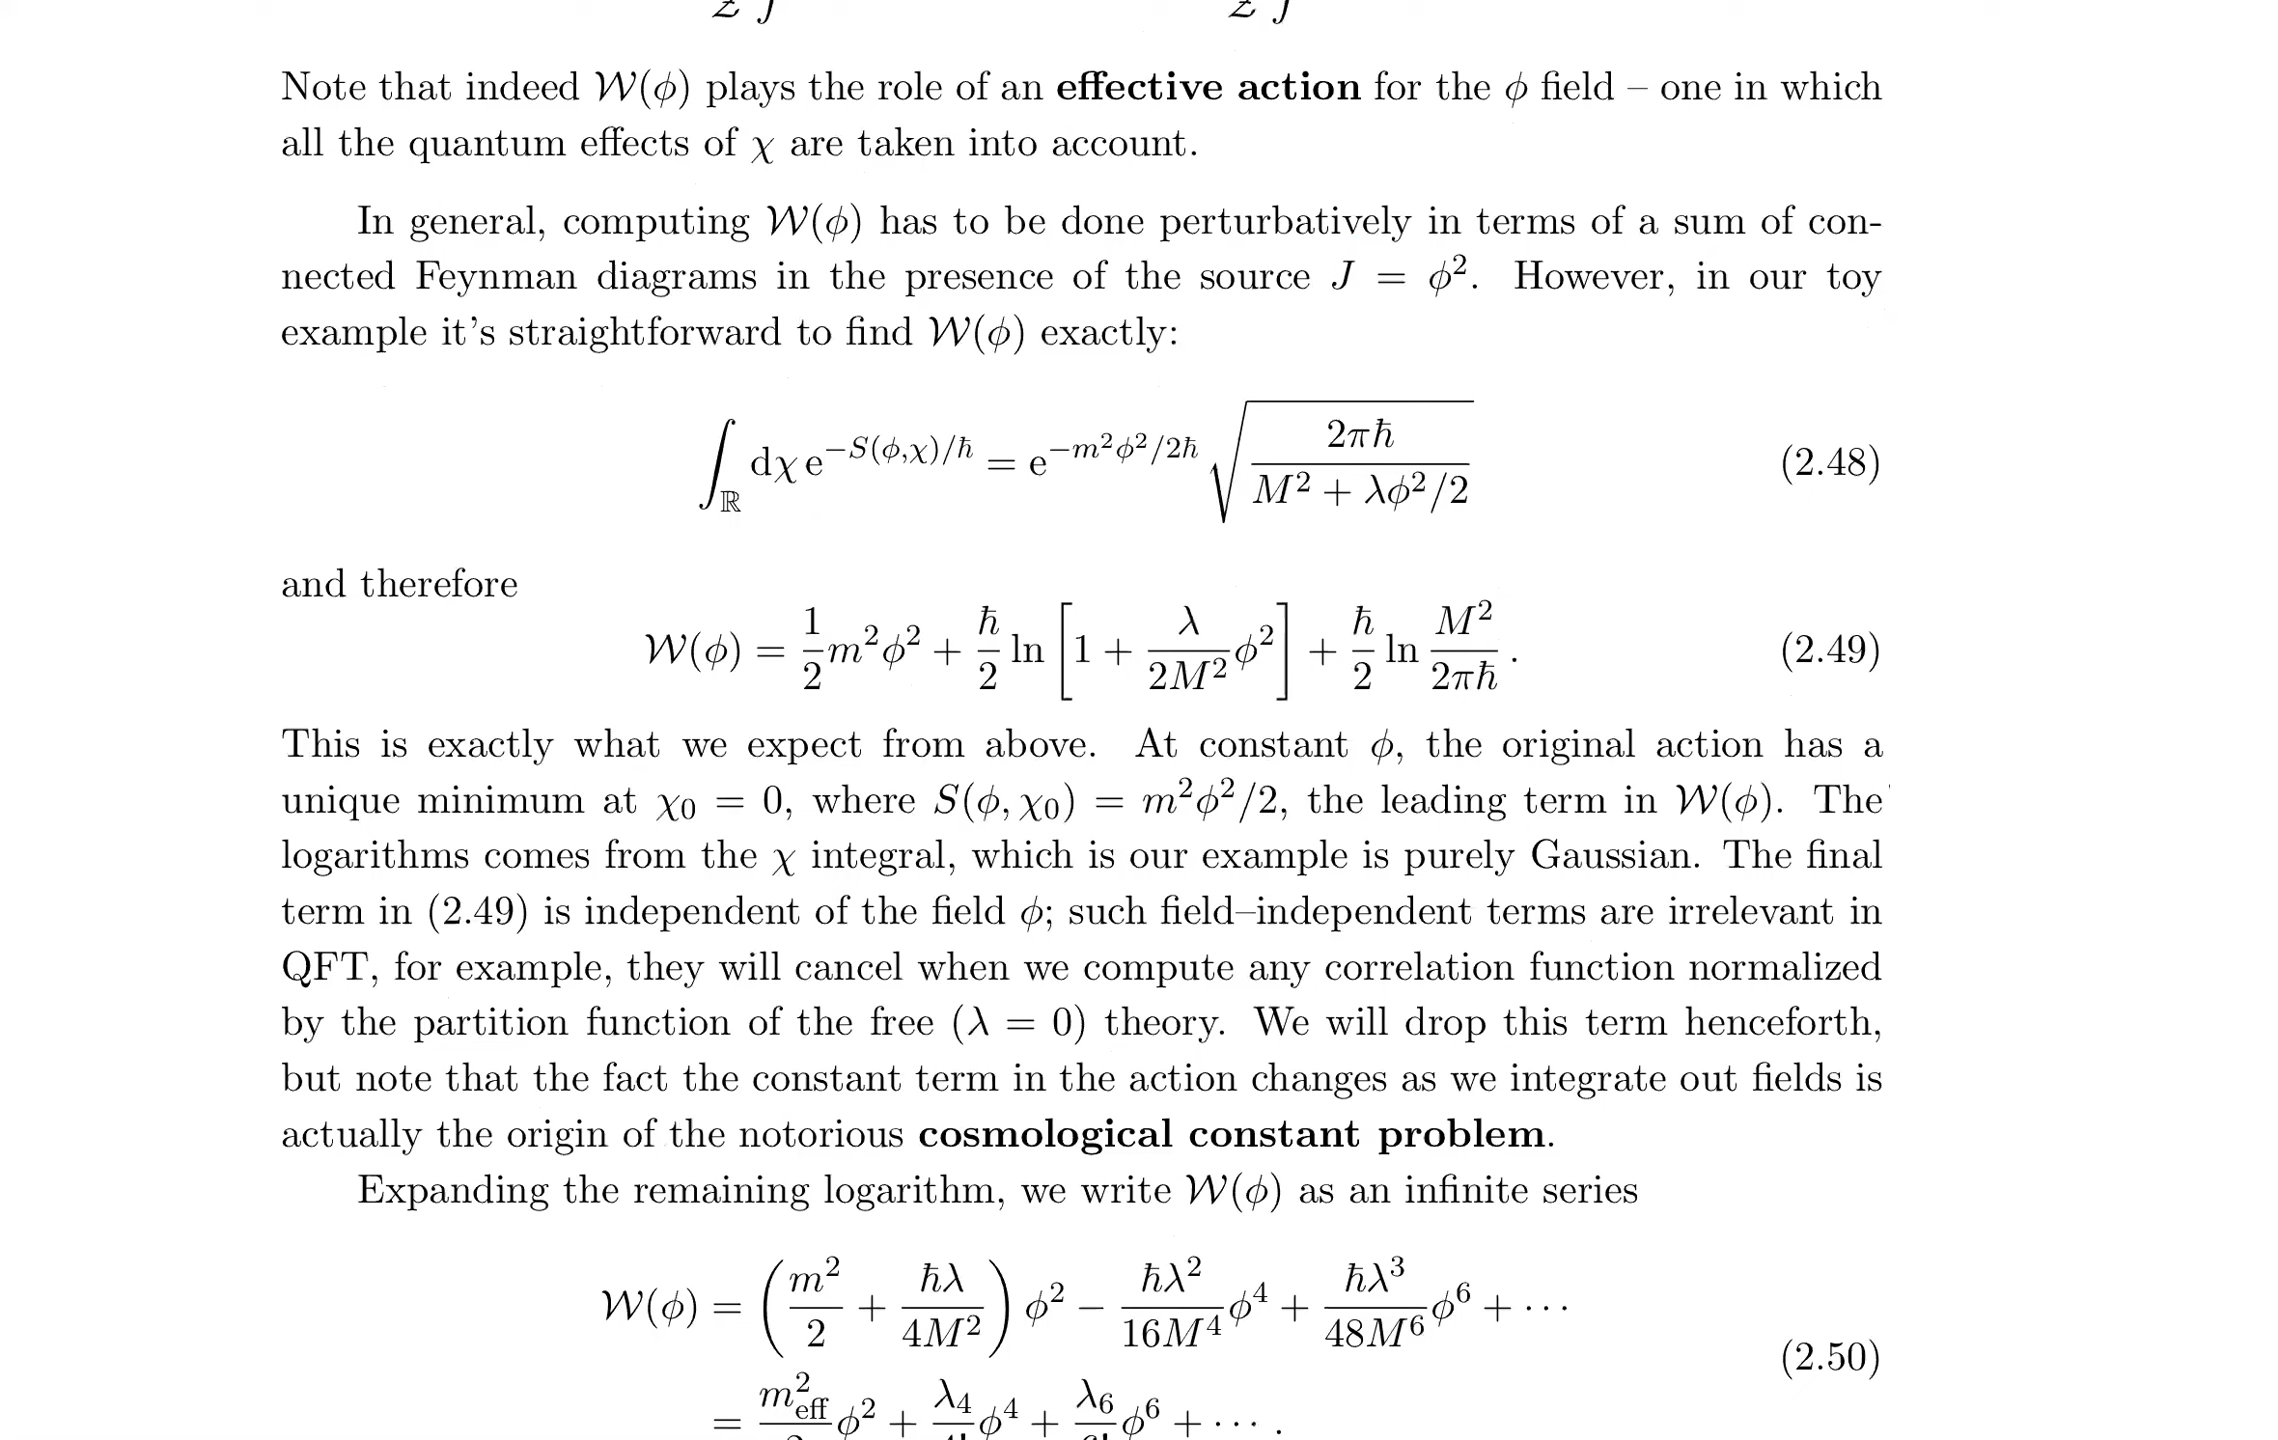 Z ∫ Z ∫
Note that indeed 𝒲(ϕ) plays the role of an effective action for the ϕ field – one in which
all the quantum effects of χ are taken into account.
In general, computing 𝒲(ϕ) has to be done perturbatively in terms of a sum of con-
nected Feynman diagrams in the presence of the source J = ϕ². However, in our toy
example it's straightforward to find 𝒲(ϕ) exactly:
∫_ℝ dχ e^{−S(ϕ,χ)/ħ} = e^{−m²ϕ²/2ħ} √(2πħ / (M² + λϕ²/2)) (2.48)
and therefore
𝒲(ϕ) = 1/2 m²ϕ² + ħ/2 ln [1 + λ/2M² ϕ²] + ħ/2 ln M²/2πħ . (2.49)
This is exactly what we expect from above. At constant ϕ, the original action has a
unique minimum at χ₀ = 0, where S(ϕ, χ₀) = m²ϕ²/2, the leading term in 𝒲(ϕ). The
logarithms comes from the χ integral, which is our example is purely Gaussian. The final
term in (2.49) is independent of the field ϕ; such field–independent terms are irrelevant in
QFT, for example, they will cancel when we compute any correlation function normalized
by the partition function of the free (λ = 0) theory. We will drop this term henceforth,
but note that the fact the constant term in the action changes as we integrate out fields is
actually the origin of the notorious cosmological constant problem.
Expanding the remaining logarithm, we write 𝒲(ϕ) as an infinite series
𝒲(ϕ) = (m²/2 + ħλ/4M²) ϕ² − ħλ²/16M⁴ ϕ⁴ + ħλ³/48M⁶ ϕ⁶ + ···
(2.50)
= m²_eff/2 ϕ² + λ₄/4! ϕ⁴ + λ₆/6! ϕ⁶ + ··· .